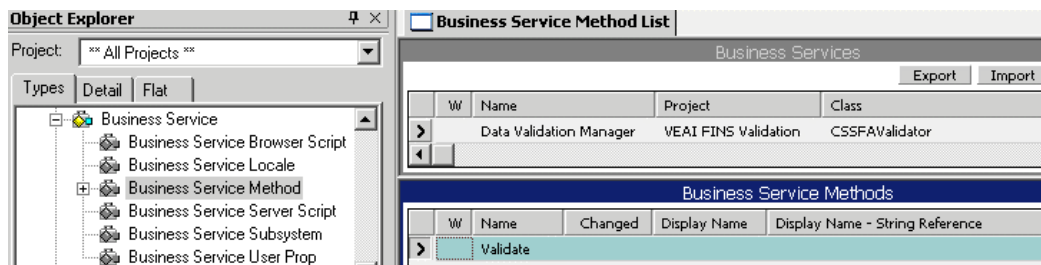 Object Explorer
Project: ** All Projects **
Types Detail Flat
Business Service
Business Service Browser Script
Business Service Locale
Business Service Method
Business Service Server Script
Business Service Subsystem
Business Service User Prop
Business Service Method List
Business Services
Export Import
W Name Project Class
Data Validation Manager VEAI FINS Validation CSSFAValidator
Business Service Methods
W Name Changed Display Name Display Name - String Reference
Validate